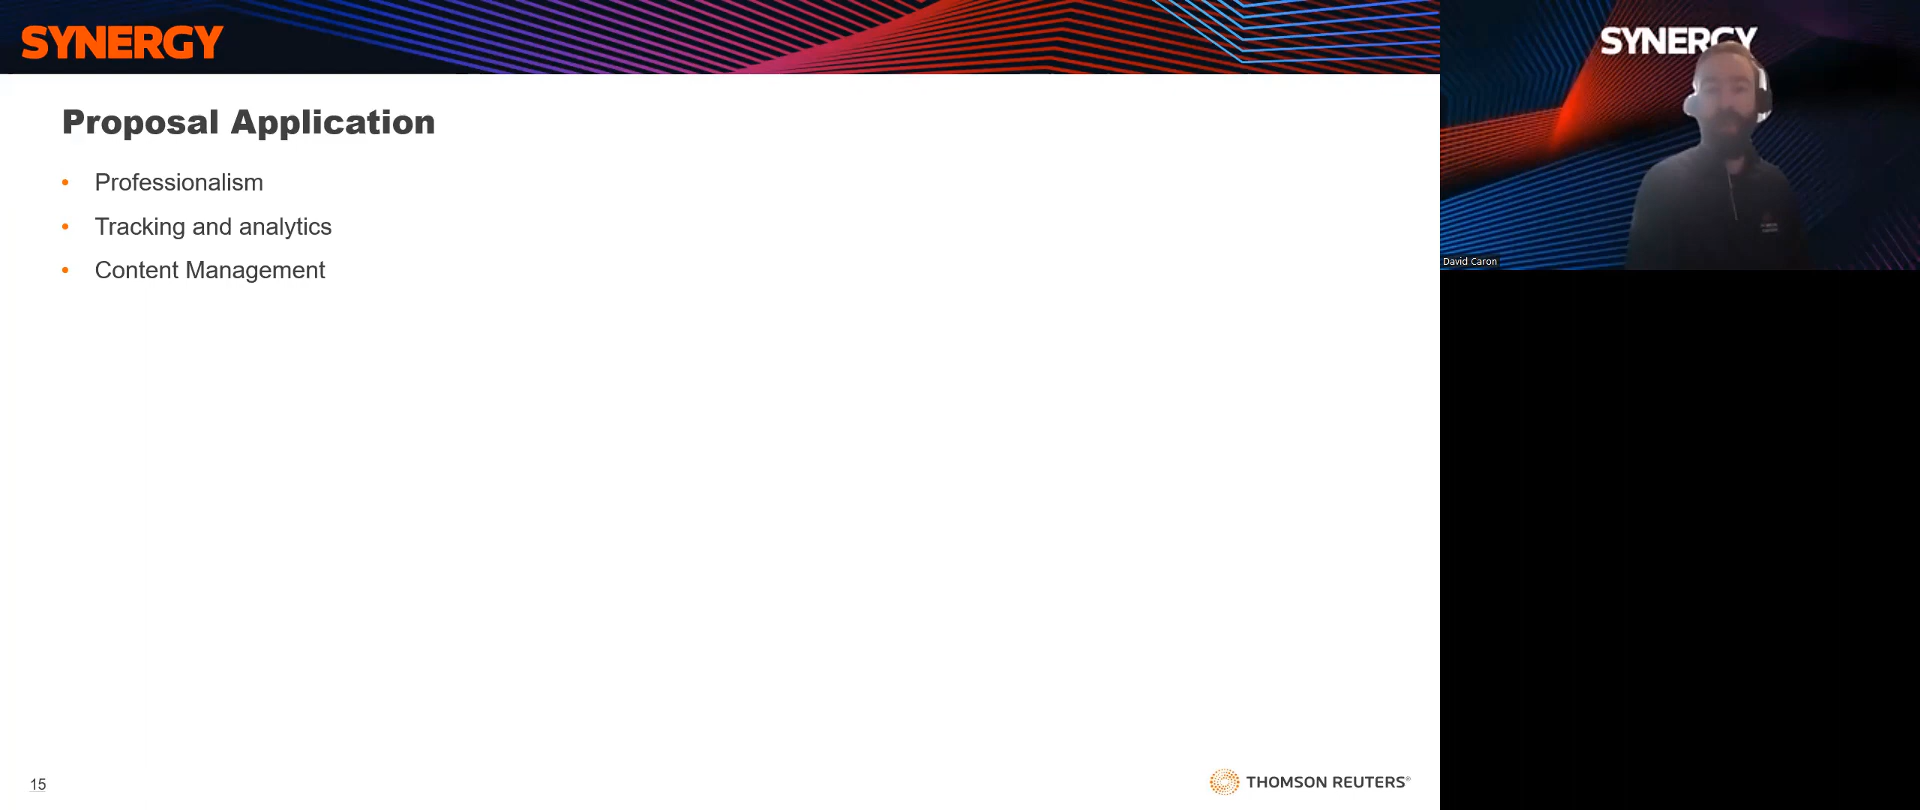 SYNERGY
Proposal Application
• Professionalism
• Tracking and analytics
• Content Management
15
THOMSON REUTERS®
SYNERGY
David Caron